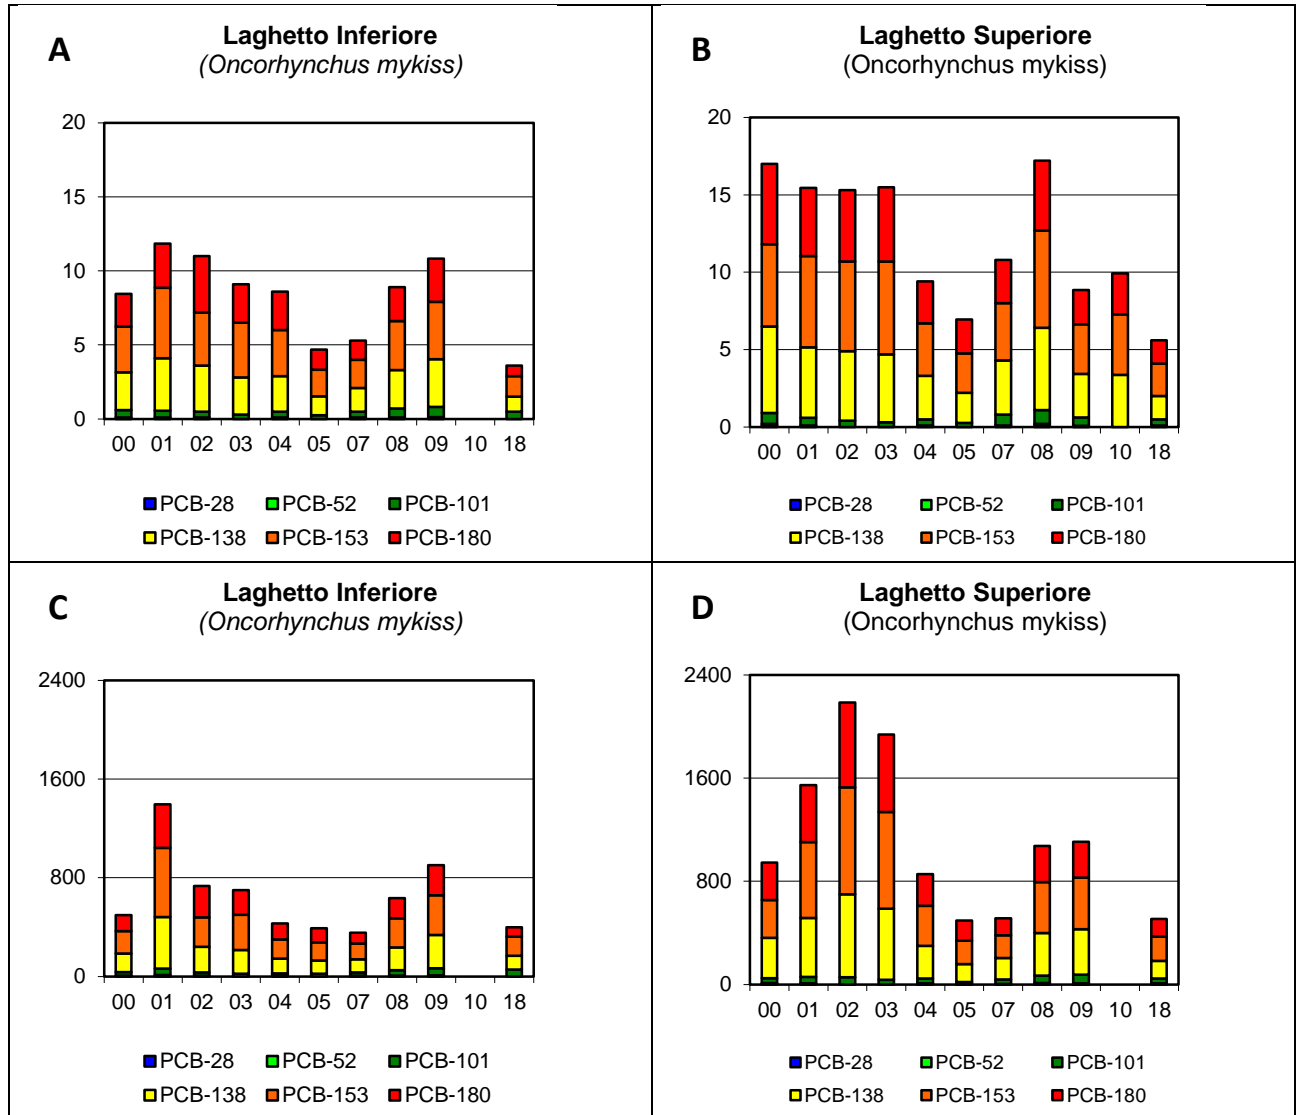 A
Laghetto Inferiore
(Oncorhynchus mykiss)
20
15
10
5
0
00 01 02 03 04 05 07 08 09 10 18
PCB-28 PCB-52 PCB-101
PCB-138 PCB-153 PCB-180
B
Laghetto Superiore
(Oncorhynchus mykiss)
20
15
10
5
0
00 01 02 03 04 05 07 08 09 10 18
PCB-28 PCB-52 PCB-101
PCB-138 PCB-153 PCB-180
C
Laghetto Inferiore
(Oncorhynchus mykiss)
2400
1600
800
0
00 01 02 03 04 05 07 08 09 10 18
PCB-28 PCB-52 PCB-101
PCB-138 PCB-153 PCB-180
D
Laghetto Superiore
(Oncorhynchus mykiss)
2400
1600
800
0
00 01 02 03 04 05 07 08 09 10 18
PCB-28 PCB-52 PCB-101
PCB-138 PCB-153 PCB-180